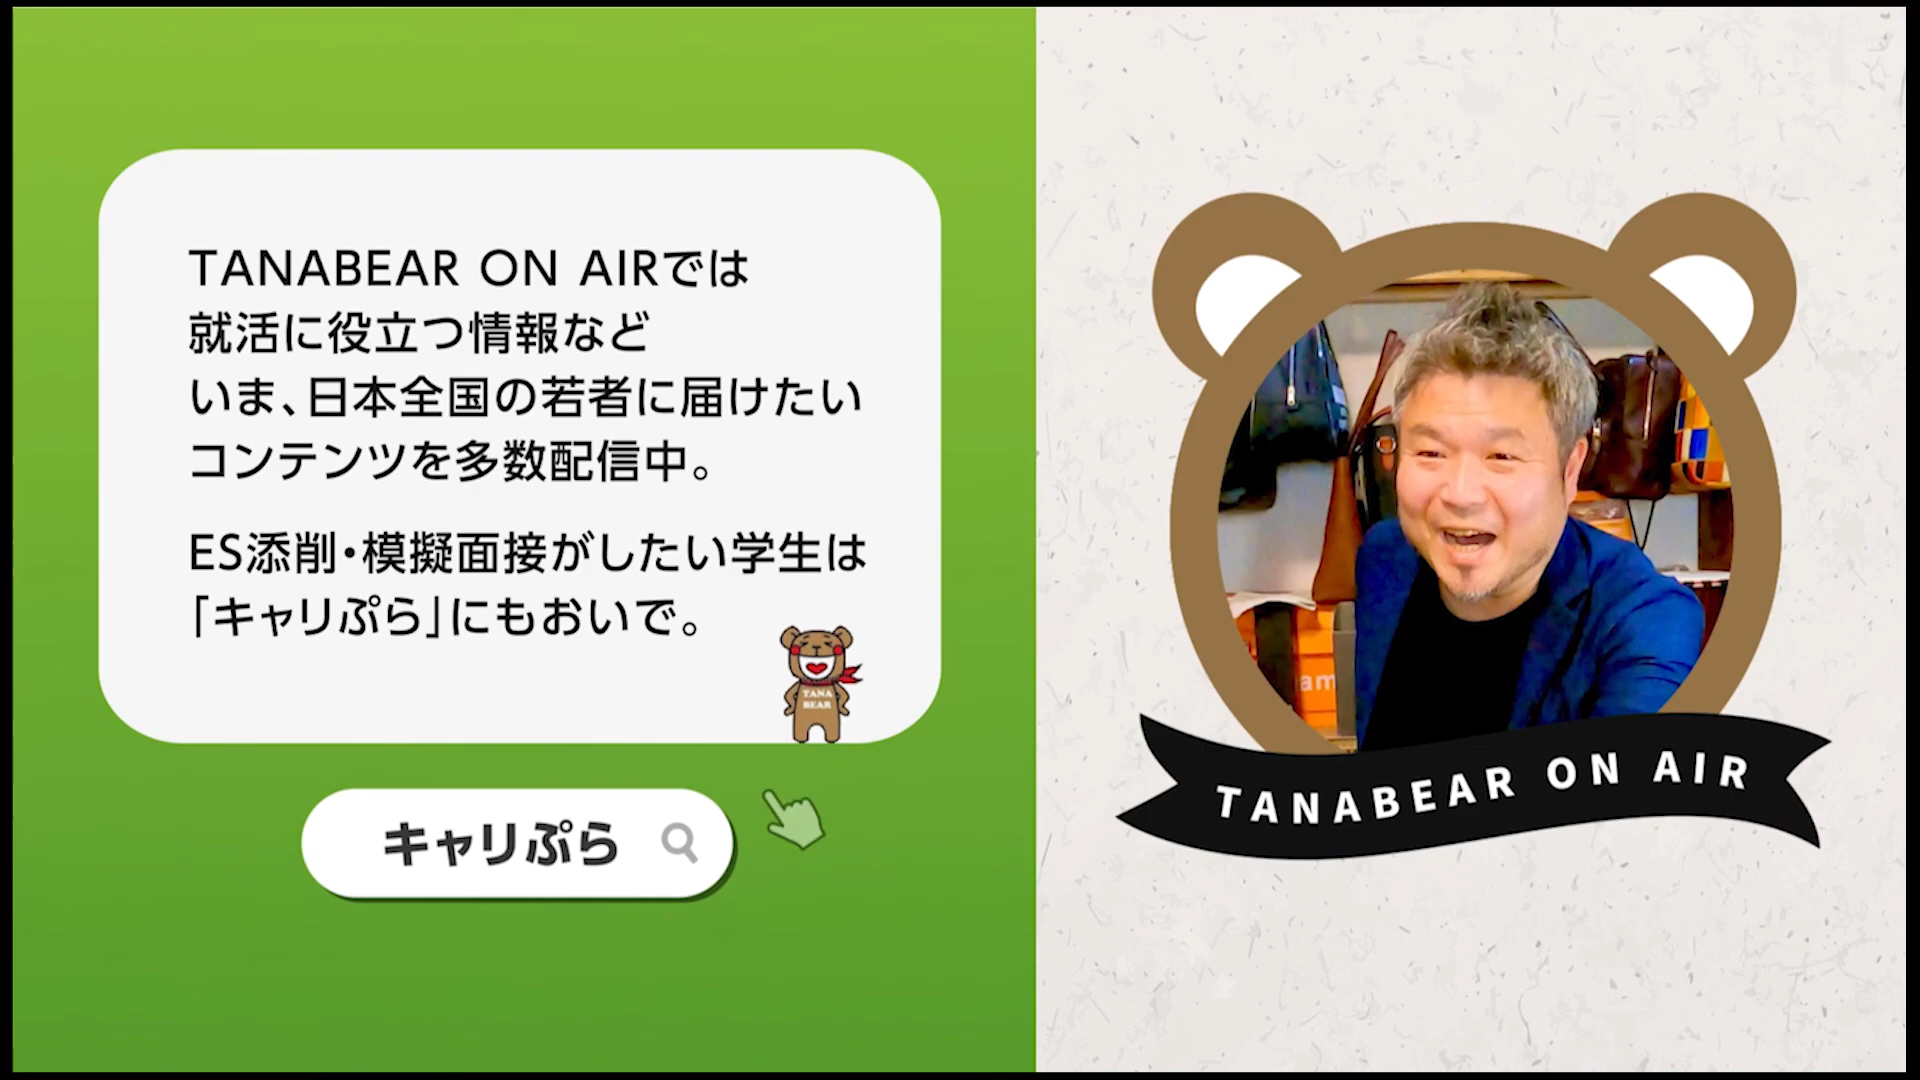 TANABEAR ON AIRでは
就活に役立つ情報など
いま、日本全国の若者に届けたい
コンテンツを多数配信中。
ES添削・模擬面接がしたい学生は
「キャリぷら」にもおいで。
TANA
BEAR
キャリぷら
am
TANABEAR ON AIR